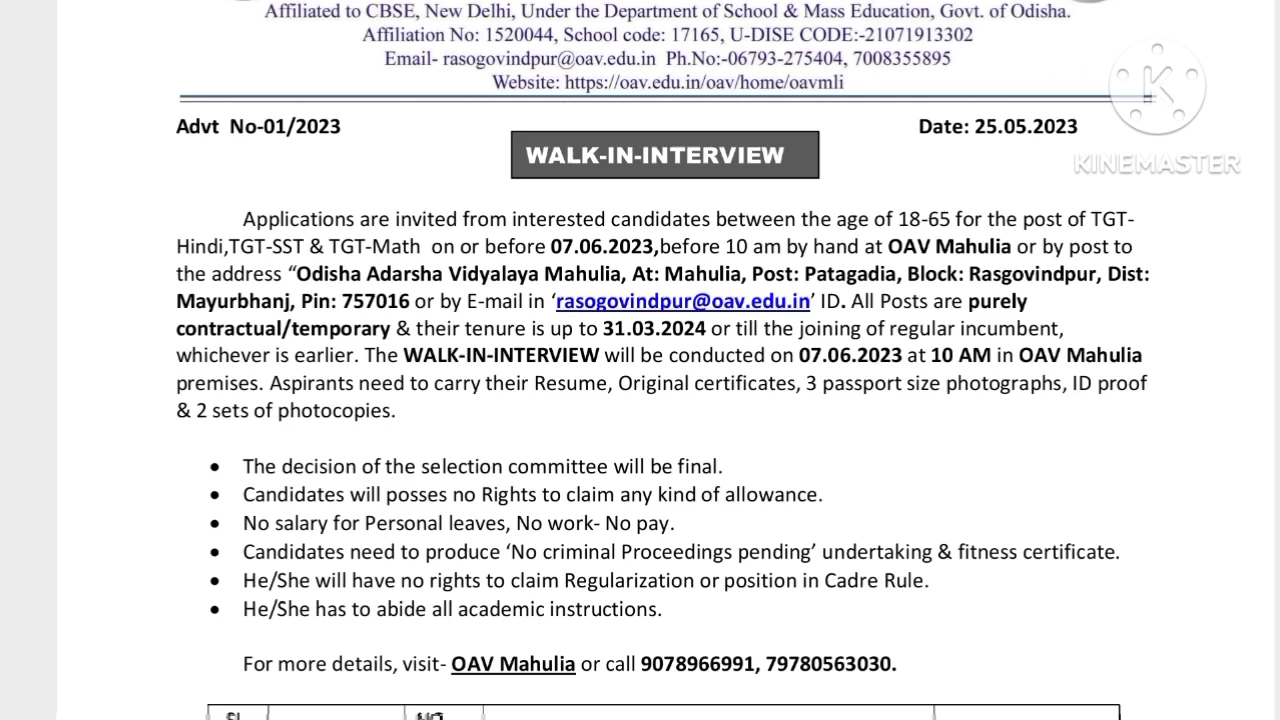 Affiliated to CBSE, New Delhi, Under the Department of School & Mass Education, Govt. of Odisha.
Affiliation No: 1520044, School code: 17165, U-DISE CODE:-21071913302
Email- rasogovindpur@oav.edu.in Ph.No:-06793-275404, 7008355895
Website: https://oav.edu.in/oav/home/oavmli
K
KINEMASTER
Advt No-01/2023 Date: 25.05.2023
WALK-IN-INTERVIEW
Applications are invited from interested candidates between the age of 18-65 for the post of TGT-
Hindi,TGT-SST & TGT-Math on or before 07.06.2023,before 10 am by hand at OAV Mahulia or by post to
the address “Odisha Adarsha Vidyalaya Mahulia, At: Mahulia, Post: Patagadia, Block: Rasgovindpur, Dist:
Mayurbhanj, Pin: 757016 or by E-mail in ‘rasogovindpur@oav.edu.in’ ID. All Posts are purely
contractual/temporary & their tenure is up to 31.03.2024 or till the joining of regular incumbent,
whichever is earlier. The WALK-IN-INTERVIEW will be conducted on 07.06.2023 at 10 AM in OAV Mahulia
premises. Aspirants need to carry their Resume, Original certificates, 3 passport size photographs, ID proof
& 2 sets of photocopies.
• The decision of the selection committee will be final.
• Candidates will posses no Rights to claim any kind of allowance.
• No salary for Personal leaves, No work- No pay.
• Candidates need to produce ‘No criminal Proceedings pending’ undertaking & fitness certificate.
• He/She will have no rights to claim Regularization or position in Cadre Rule.
• He/She has to abide all academic instructions.
For more details, visit- OAV Mahulia or call 9078966991, 79780563030.